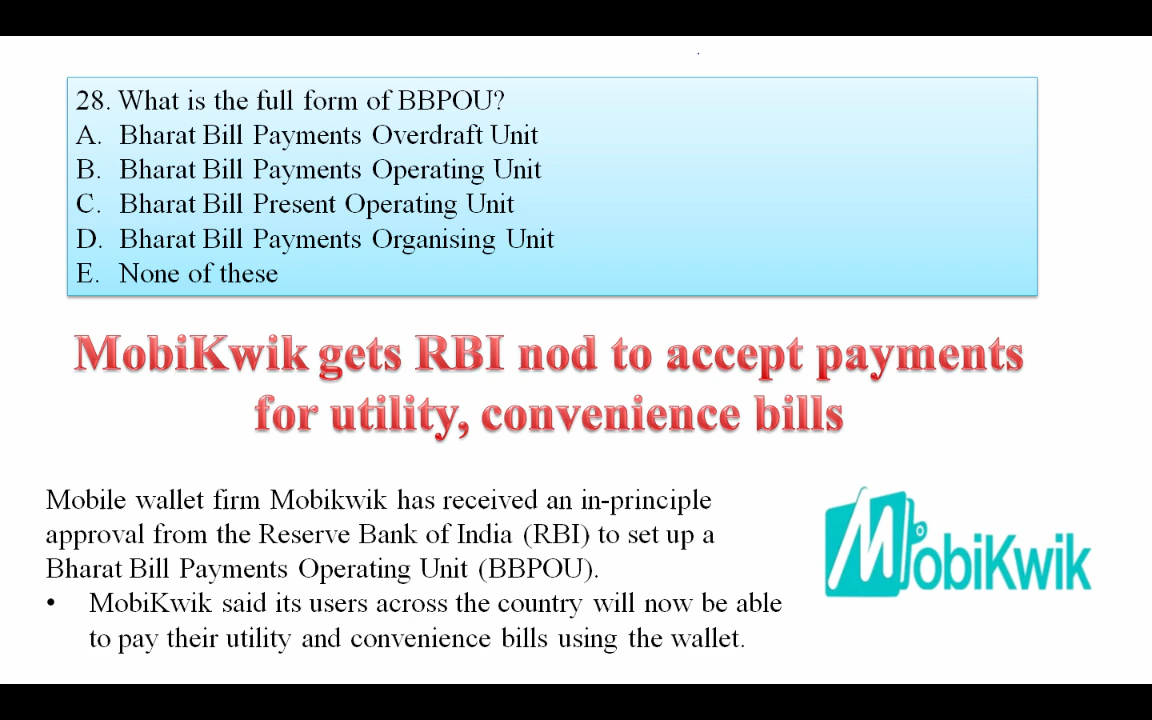 28. What is the full form of BBPOU?
A. Bharat Bill Payments Overdraft Unit
B. Bharat Bill Payments Operating Unit
C. Bharat Bill Present Operating Unit
D. Bharat Bill Payments Organising Unit
E. None of these
MobiKwik gets RBI nod to accept payments
for utility, convenience bills
Mobile wallet firm Mobikwik has received an in-principle
approval from the Reserve Bank of India (RBI) to set up a
Bharat Bill Payments Operating Unit (BBPOU).
• MobiKwik said its users across the country will now be able
to pay their utility and convenience bills using the wallet.
MobiKwik